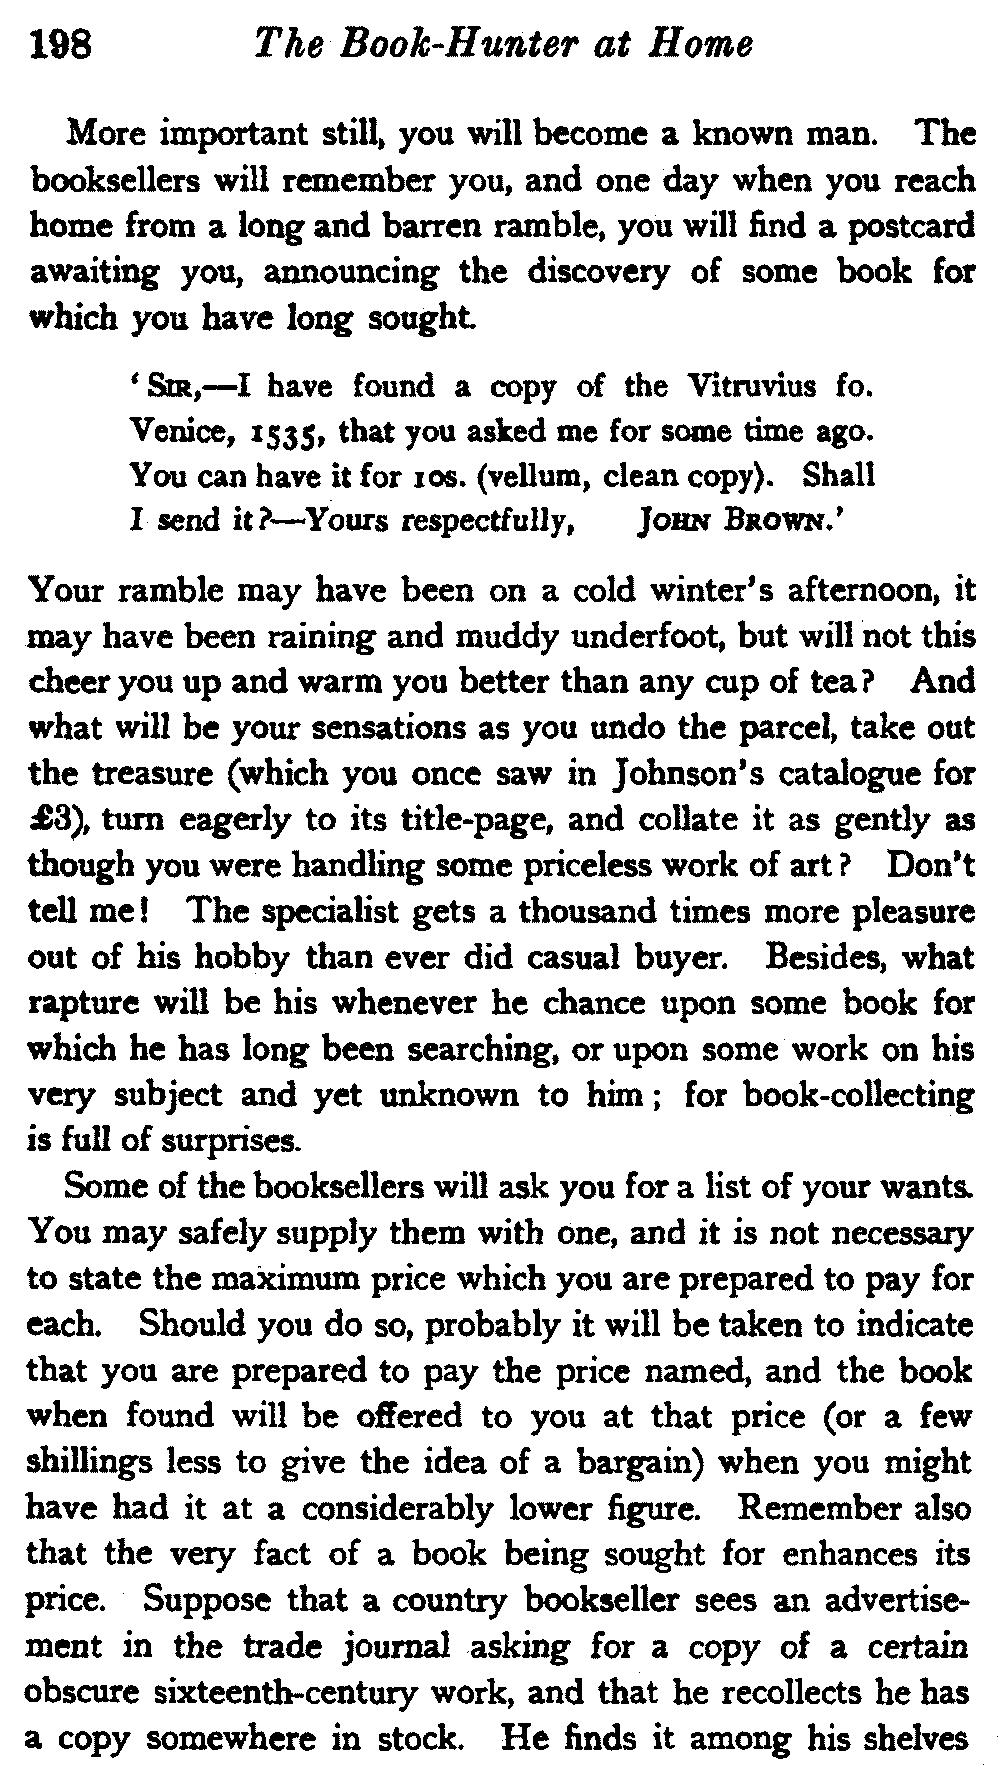 198 The Book-Hunter at Home
More important still, you will become a known man. The
booksellers will remember you, and one day when you reach
home from a long and barren ramble, you will find a postcard
awaiting you, announcing the discovery of some book for
which you have long sought.
‘SIR,—I have found a copy of the Vitruvius fo.
Venice, 1535, that you asked me for some time ago.
You can have it for 10s. (vellum, clean copy). Shall
I send it?—Yours respectfully, JOHN BROWN.’
Your ramble may have been on a cold winter's afternoon, it
may have been raining and muddy underfoot, but will not this
cheer you up and warm you better than any cup of tea? And
what will be your sensations as you undo the parcel, take out
the treasure (which you once saw in Johnson's catalogue for
£3), turn eagerly to its title-page, and collate it as gently as
though you were handling some priceless work of art? Don't
tell me! The specialist gets a thousand times more pleasure
out of his hobby than ever did casual buyer. Besides, what
rapture will be his whenever he chance upon some book for
which he has long been searching, or upon some work on his
very subject and yet unknown to him; for book-collecting
is full of surprises.
Some of the booksellers will ask you for a list of your wants.
You may safely supply them with one, and it is not necessary
to state the maximum price which you are prepared to pay for
each. Should you do so, probably it will be taken to indicate
that you are prepared to pay the price named, and the book
when found will be offered to you at that price (or a few
shillings less to give the idea of a bargain) when you might
have had it at a considerably lower figure. Remember also
that the very fact of a book being sought for enhances its
price. Suppose that a country bookseller sees an advertise-
ment in the trade journal asking for a copy of a certain
obscure sixteenth-century work, and that he recollects he has
a copy somewhere in stock. He finds it among his shelves